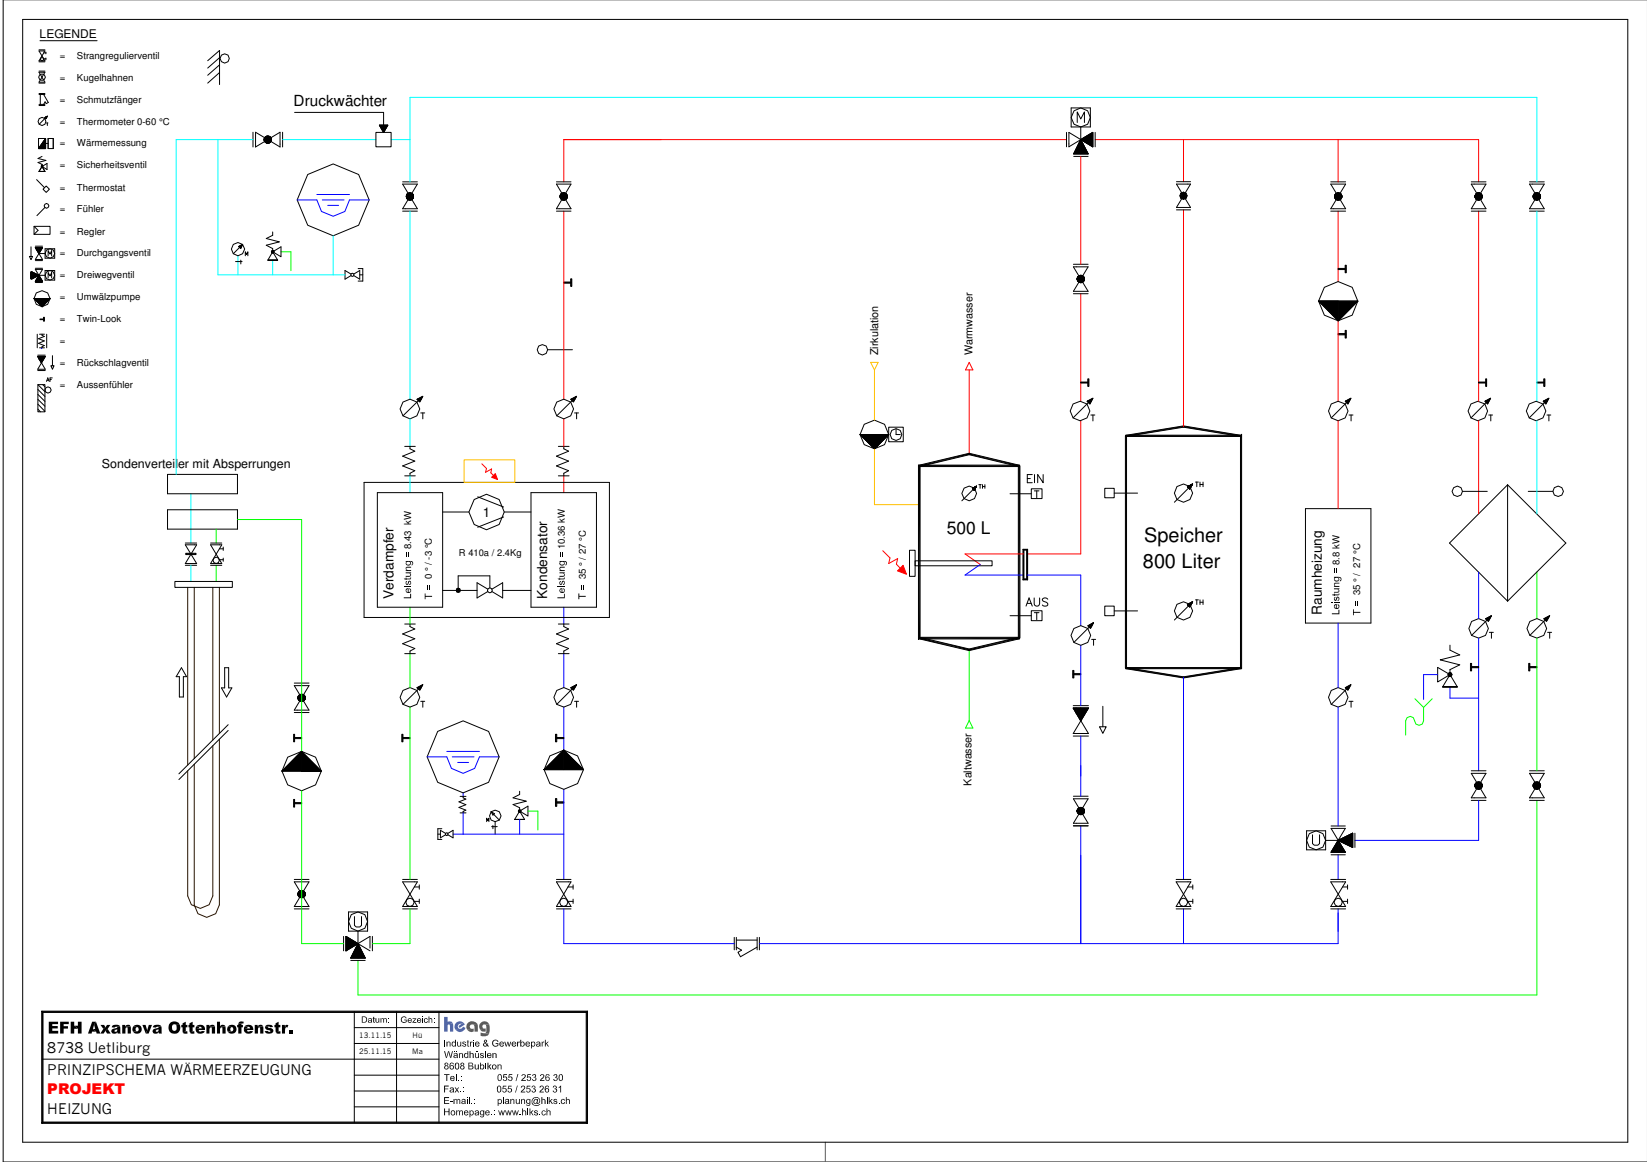 LEGENDE
= Strangregulierventil
= Kugelhahnen
= Schmutzfänger
= Thermometer 0-60 °C
= Wärmemessung
= Sicherheitsventil
= Thermostat
= Fühler
= Regler
= Durchgangsventil
= Dreiwegventil
= Umwälzpumpe
= Twin-Look
=
= Rückschlagventil
AF
= Aussenfühler
Druckwächter
M
M
Zirkulation
Warmwasser
T
T
T
T
T
T
Sondenverteiler mit Absperrungen
Verdampfer
Leistung = 8.43 kW
T = 0° / -3 °C
1
R 410a / 2.4Kg
Kondensator
Leistung = 10.36 kW
T = 35° / 27 °C
TH
500 L
EIN
T
AUS
T
Kaltwasser
TH
Speicher
800 Liter
TH
Raumheizung
Leistung = 8.8 kW
T = 35° / 27 °C
T
T
T
T
T
T
M
U
U
EFH Axanova Ottenhofenstr.
8738 Uetliburg
PRINZIPSCHEMA WÄRMEERZEUGUNG
PROJEKT
HEIZUNG
Datum: Gezeich:
13.11.15 Hu
25.11.15 Ma
heag
Industrie & Gewerbepark
Wändhüslen
8608 Bubikon
Tel.: 055 / 253 26 30
Fax.: 055 / 253 26 31
E-mail.: planung@hlks.ch
Homepage.: www.hlks.ch